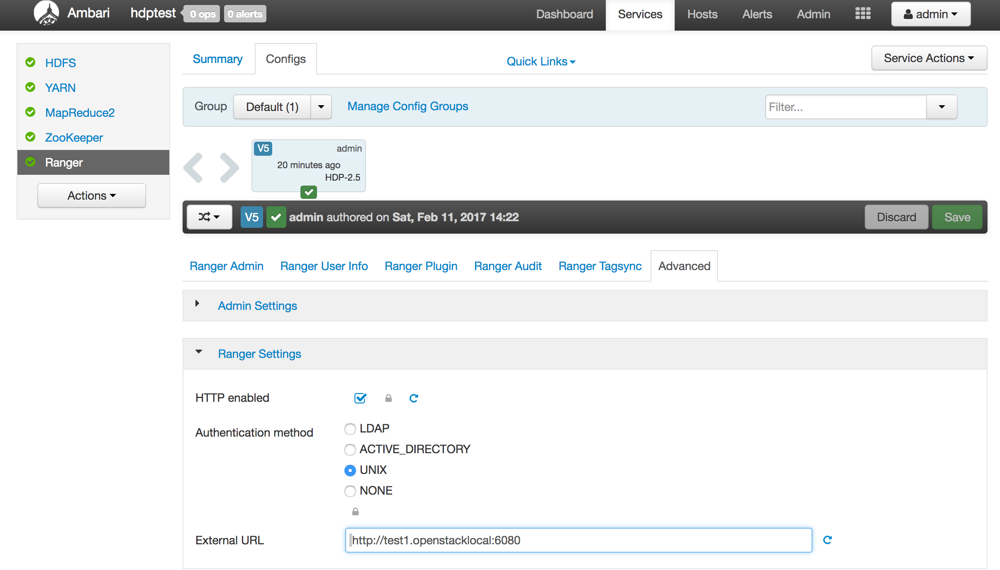 Ambari hdptest 0 ops 0 alerts Dashboard Services Hosts Alerts Admin admin
HDFS
YARN
MapReduce2
ZooKeeper
Ranger
Actions
Summary Configs Quick Links Service Actions
Group Default (1) Manage Config Groups Filter...
V5 admin
20 minutes ago
HDP-2.5
V5 admin authored on Sat, Feb 11, 2017 14:22 Discard Save
Ranger Admin Ranger User Info Ranger Plugin Ranger Audit Ranger Tagsync Advanced
Admin Settings
Ranger Settings
HTTP enabled
Authentication method
LDAP
ACTIVE_DIRECTORY
UNIX
NONE
External URL http://test1.openstacklocal:6080